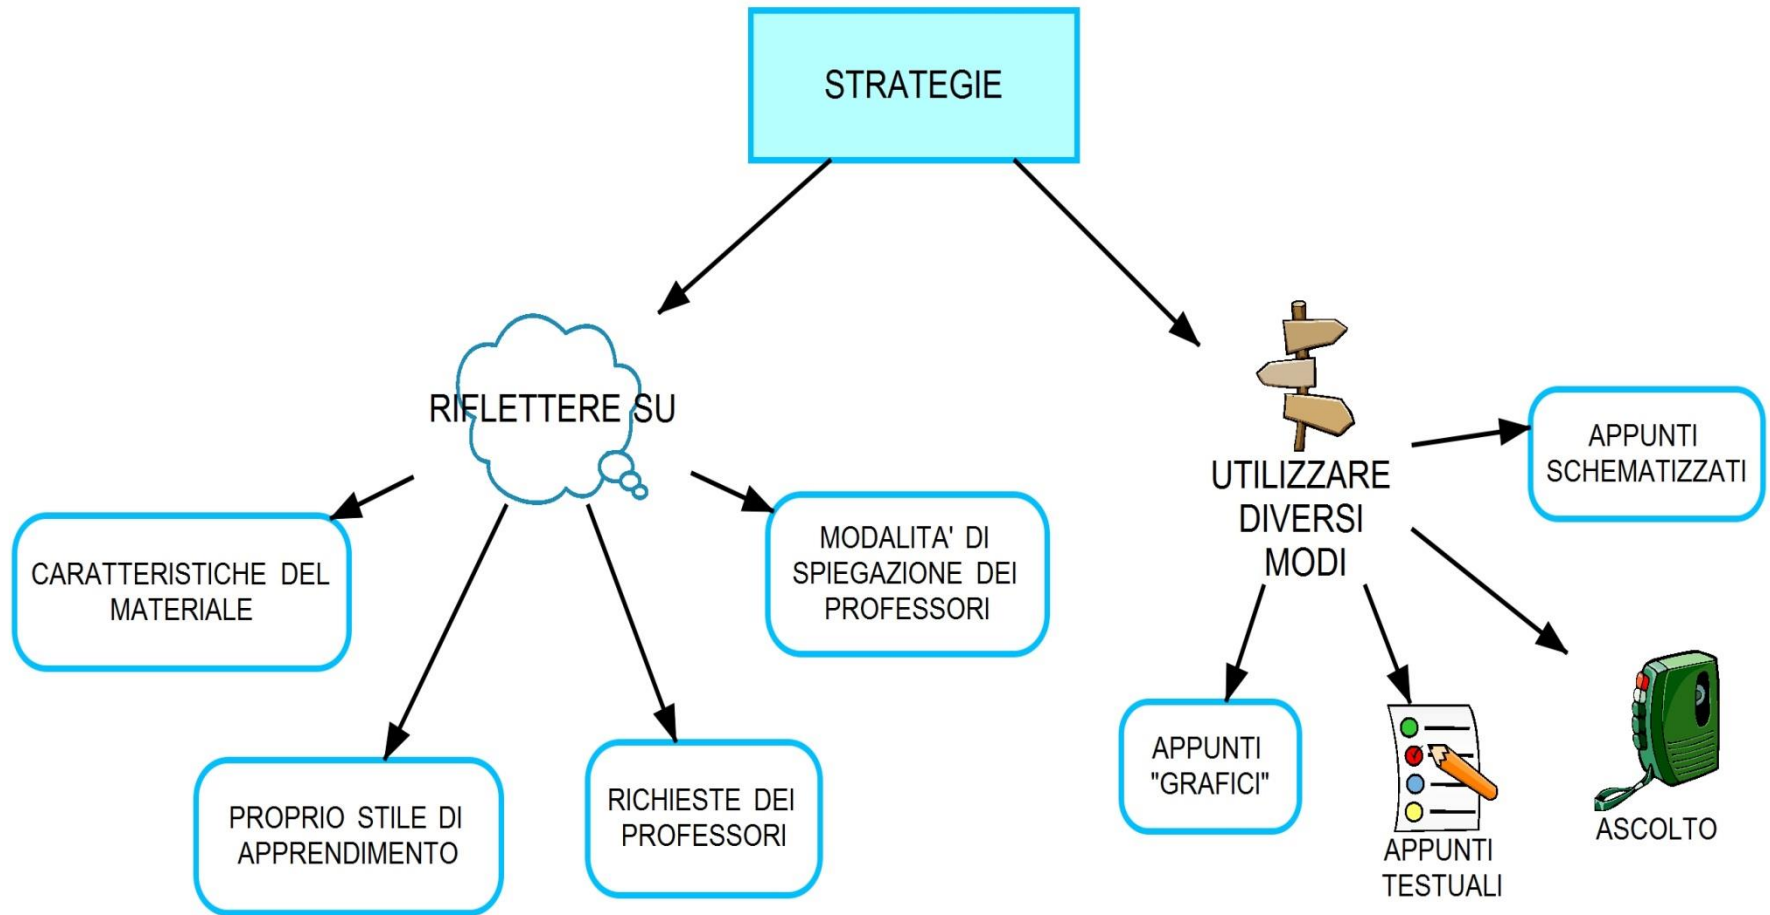 STRATEGIE
RIFLETTERE SU
CARATTERISTICHE DEL
MATERIALE
PROPRIO STILE DI
APPRENDIMENTO
RICHIESTE DEI
PROFESSORI
MODALITA' DI
SPIEGAZIONE DEI
PROFESSORI
UTILIZZARE
DIVERSI
MODI
APPUNTI
"GRAFICI"
APPUNTI
TESTUALI
ASCOLTO
APPUNTI
SCHEMATIZZATI